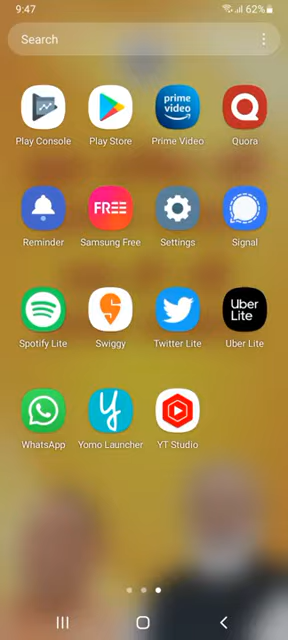 9:47 62%
Search
Play Console Play Store prime video Prime Video Quora
Reminder FREE Samsung Free Settings Signal
Spotify Lite Swiggy Twitter Lite Uber Lite Uber Lite
WhatsApp Yomo Launcher YT Studio